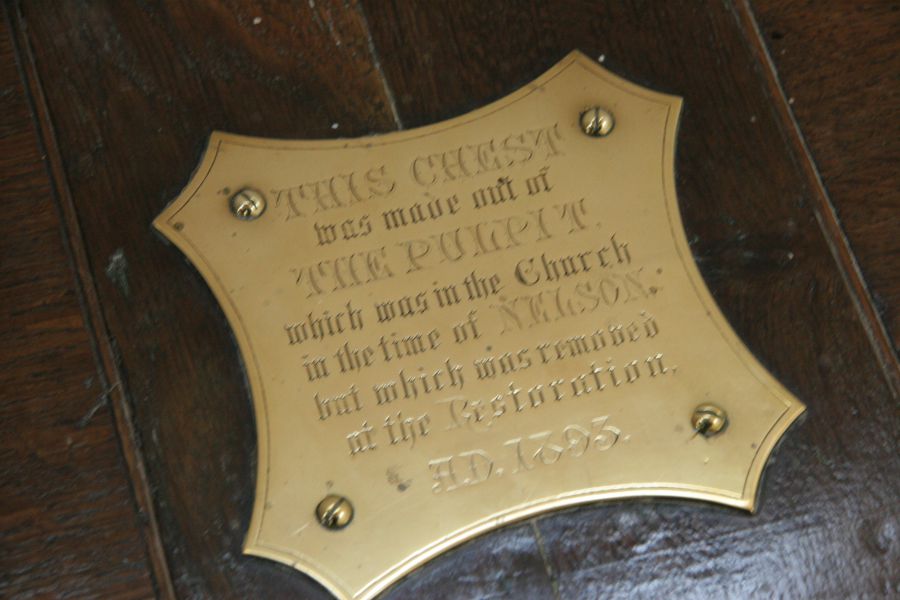 THIS CHEST
was made out of
THE PULPIT,
which was in the Church
in the time of NELSON.
but which was removed
at the Restoration.
A.D. 1893.